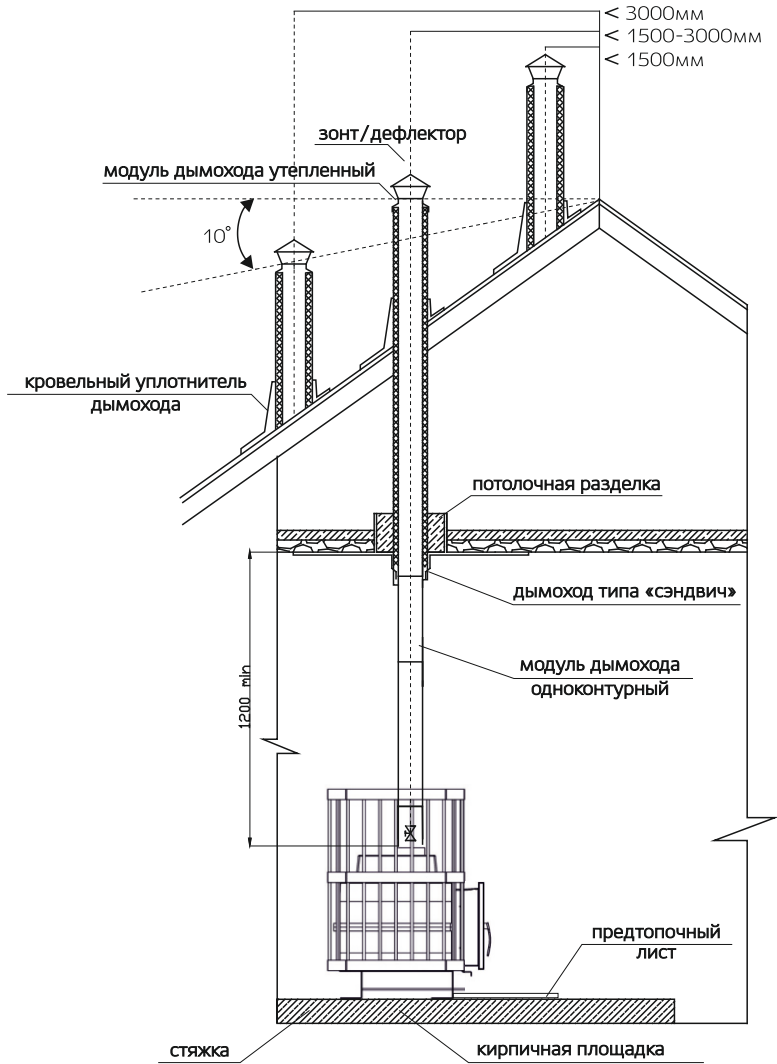 < 3000мм
< 1500-3000мм
< 1500мм
зонт/дефлектор
модуль дымохода утепленный
10°
кровельный уплотнитель
дымохода
потолочная разделка
дымоход типа «сэндвич»
модуль дымохода
одноконтурный
1200 min
предтопочный
лист
стяжка
кирпичная площадка